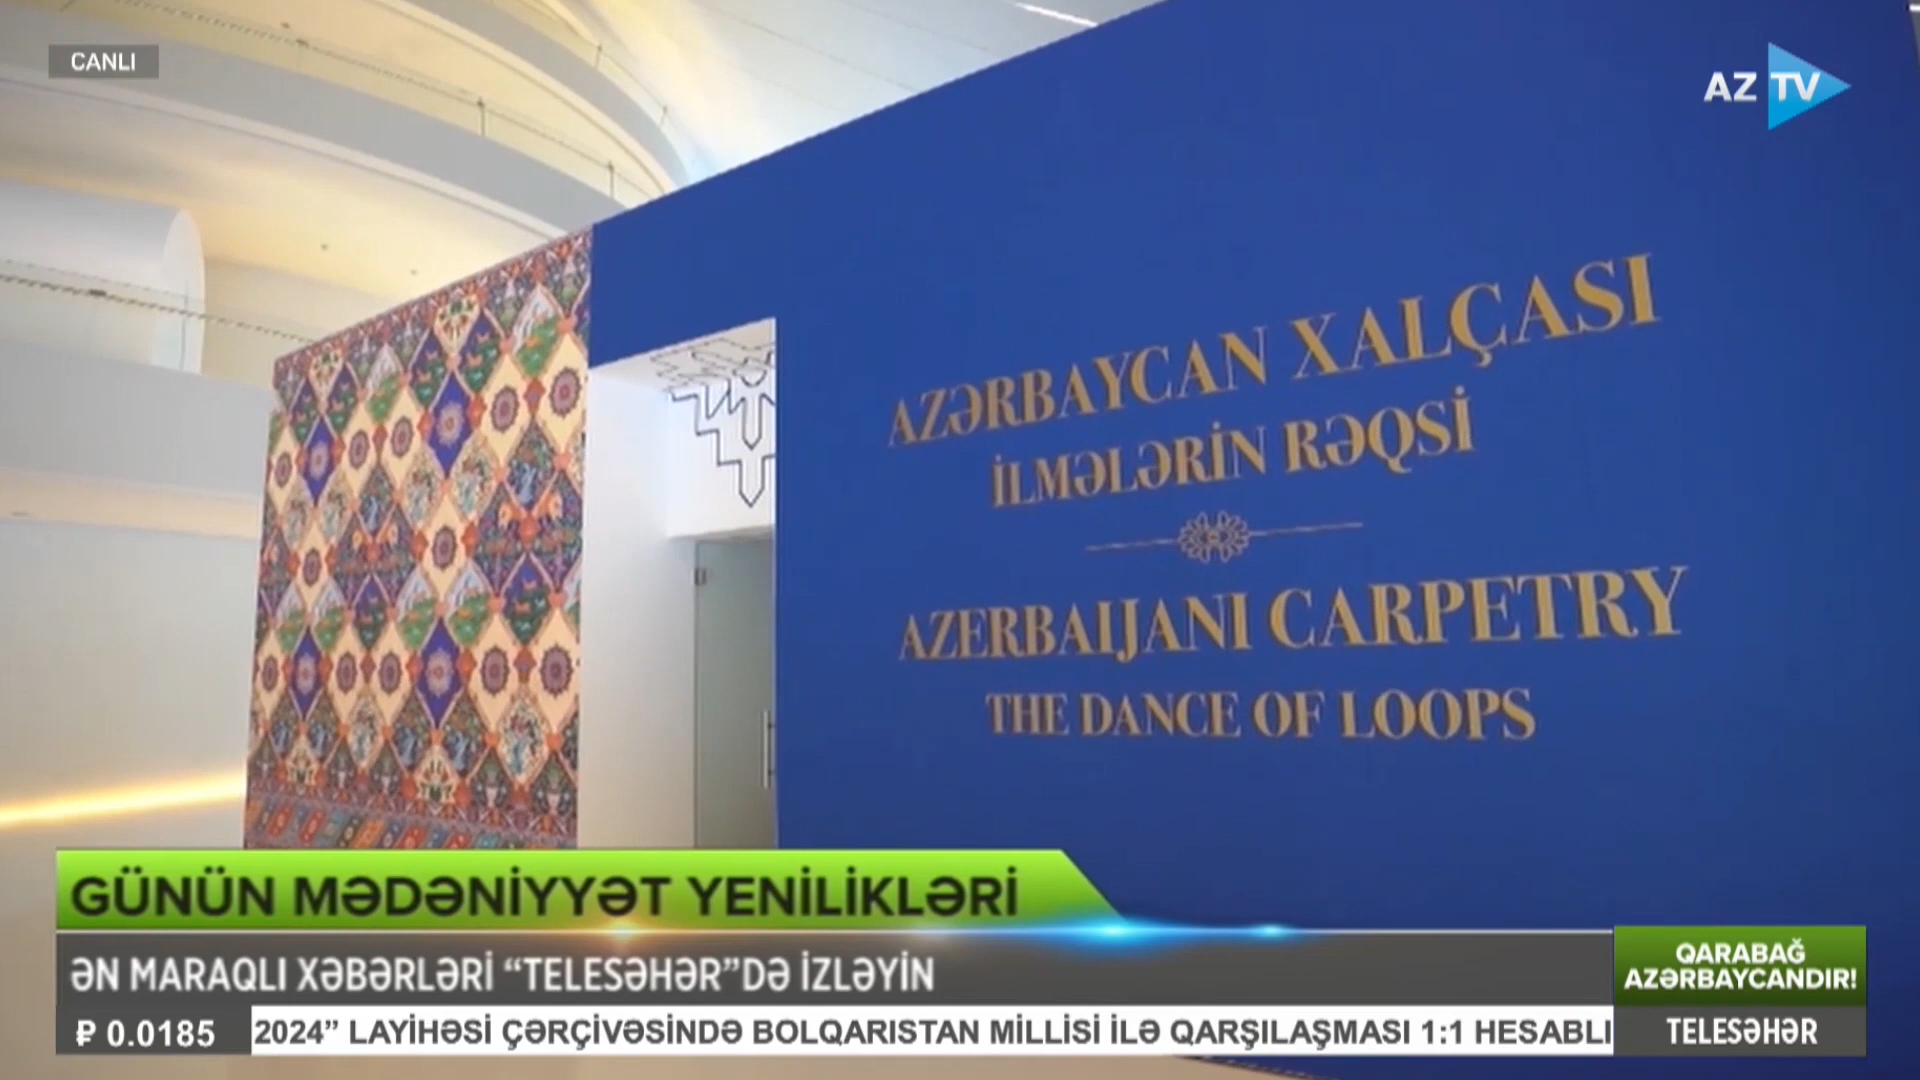 CANLI
AZ TV
AZƏRBAYCAN XALÇASI
İLMƏLƏRİN RƏQSİ
AZERBAIJANI CARPETRY
THE DANCE OF LOOPS
GÜNÜN MƏDƏNİYYƏT YENİLİKLƏRİ
ƏN MARAQLI XƏBƏRLƏRİ “TELESƏHƏR”DƏ İZLƏYİN
QARABAĞ
AZƏRBAYCANDIR!
₽ 0.0185
2024” LAYİHƏSİ ÇƏRÇİVƏSİNDƏ BOLQARISTAN MİLLİSİ İLƏ QARŞILAŞMASI 1:1 HESABLI
TELESƏHƏR